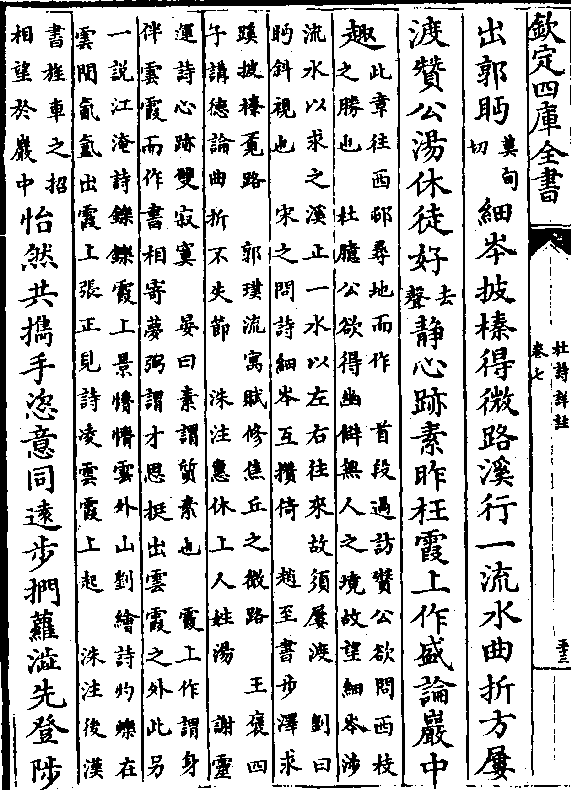 欽定四庫全書
杜詩詳註
卷七
出郭眄莫甸切細岑披榛得微路溪行一流水曲折方屢
渡贊公湯休徒好去聲靜心跡素昨枉霞上作盛論巖中
趣此章往西邨尋地而作 首段過訪贊公欲問西枝
之勝也 杜臆公欲得幽僻無人之境故望細岑涉
流水以求之溪止一水以左右往來故須屢渡 劉曰
眄斜視也 宋之問詩細岑互攢倚 趙至書步澤求
蹊披榛覓路 郭璞流寓賦修焦丘之微路 王褒四
子講德論曲折不失節 洙注惠休上人姓湯 謝靈
運詩心跡雙寂寞 晏曰素謂質素也 霞上作謂身
伴雲霞而作書相寄夢弼謂才思挺出雲霞之外此另
一說江淹詩鑠鑠霞上景懵懵雲外山劉繪詩灼爍在
雲間氤氳出霞上張正見詩凌雲霞上起 洙注後漢
書旌車之招
相望於巖中怡然共攜手恣意同遠步捫蘿澁先登陟